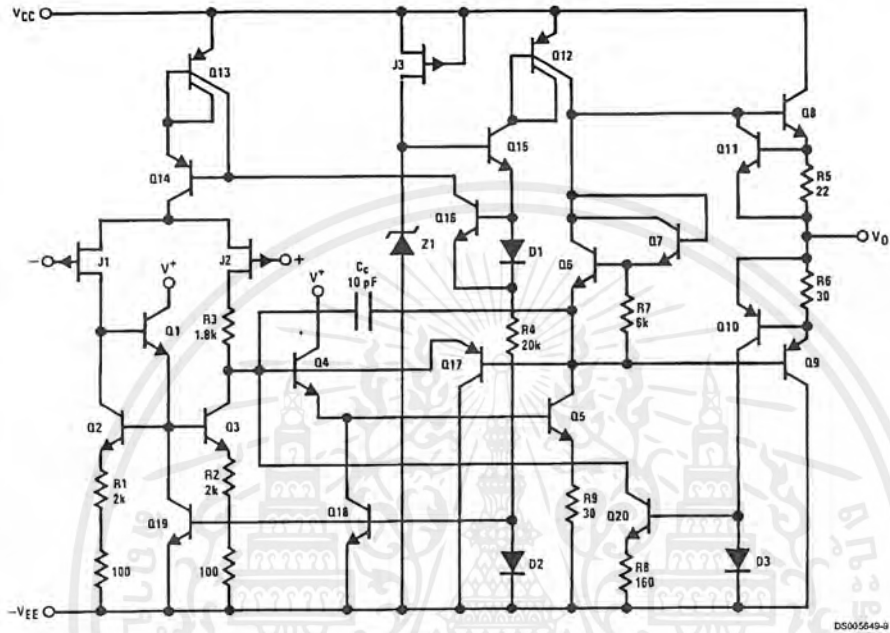 VCC
Q13
J3
Q12
Q8
Q11
Q15
R5
22
Q14
Q16
VO
J1
J2
V+
D1
Z1
Q7
Q6
Q1
R3
1.8k
Cc
10 pF
V+
R4
20k
R7
6k
R6
30
Q10
Q4
Q17
Q9
Q2
Q3
Q5
R1
2k
R2
2k
Q19
Q18
R9
30
Q20
100
100
D2
R8
160
D3
-VEE
DS005649-9